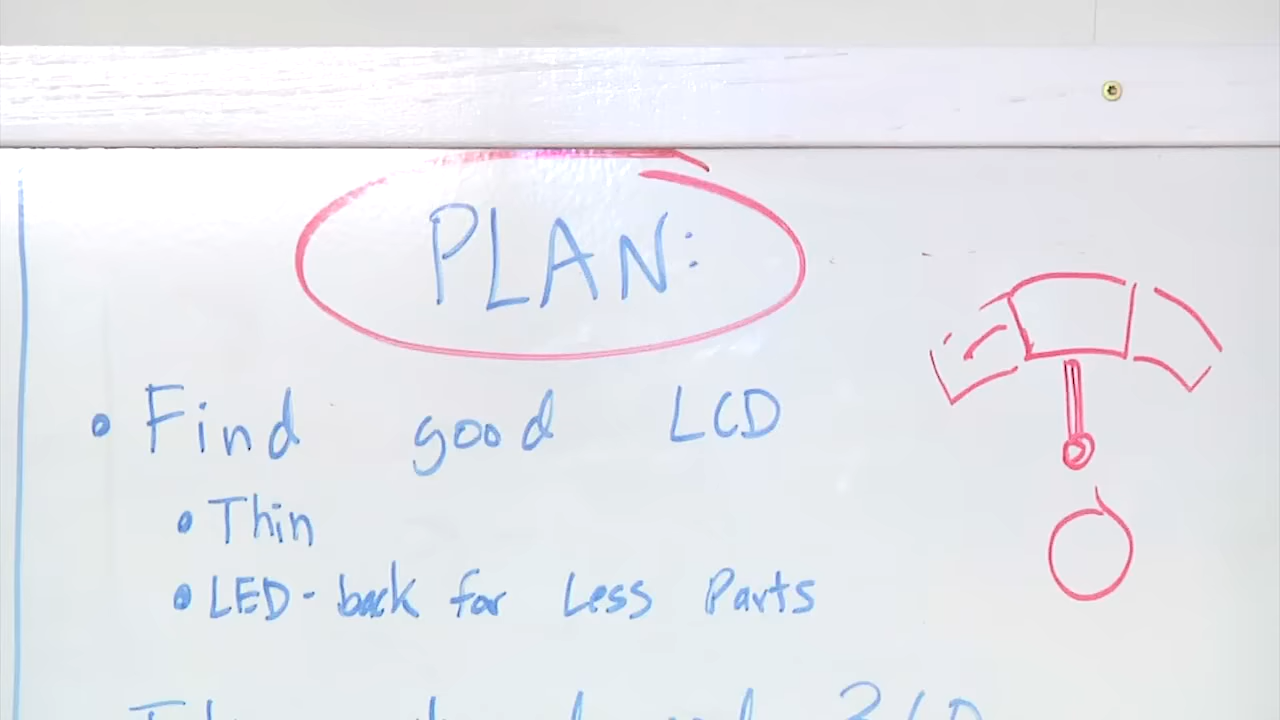 PLAN:
• Find good LCD
• Thin
• LED-back for Less Parts